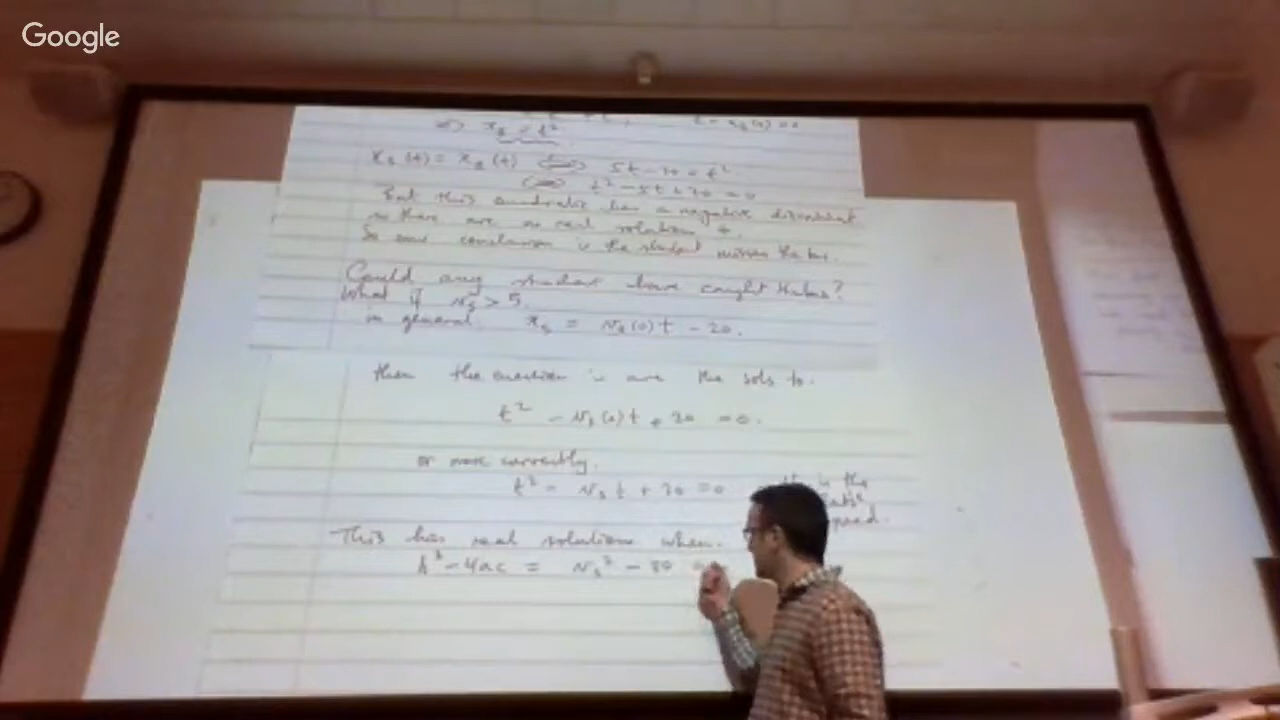 Google
=> x_B = t²
x_s(t) = x_B(t) <=> 5t - 20 = t²
<=> t² - 5t + 20 = 0
But this quadratic has a negative discriminant
so there are no real solutions t.
So our conclusion is the student misses the bus.
Could any student have caught the bus?
What if v_s > 5
in general x_s = v_s(0)t - 20.
then the question is are the sols to.
t² - v_s(0)t + 20 = 0.
or more correctly.
t² - v_s t + 20 = 0 is the
This has real solutions when.
b² - 4ac = v_s² - 80